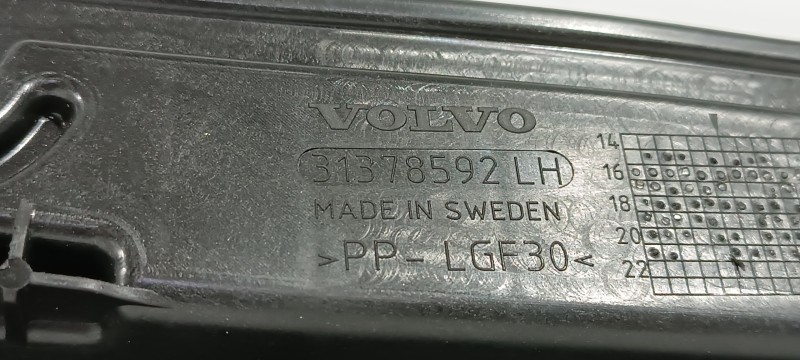 VOLVO
31378592 LH
MADE IN SWEDEN
>PP- LGF30<
14
16
18
20
22